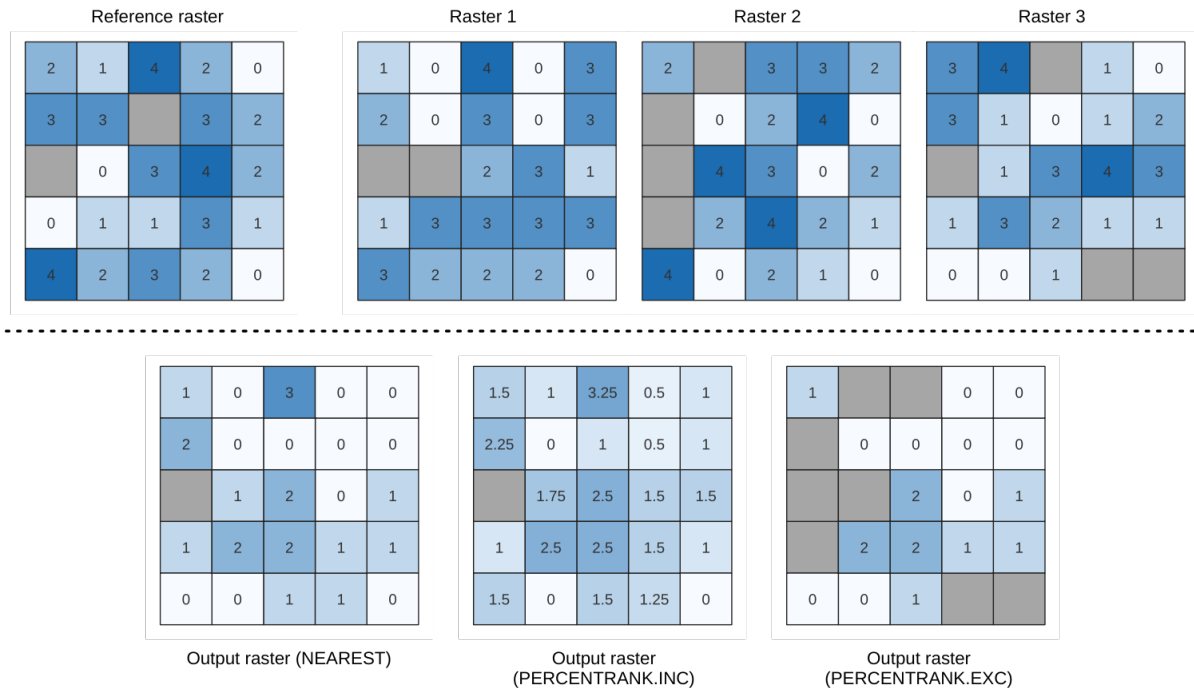 Reference raster
Raster 1
Raster 2
Raster 3
2 1 4 2 0
1 0 4 0 3
2 3 3 2
3 4 1 0
3 3 3 2
2 0 3 0 3
0 2 4 0
3 1 0 1 2
0 3 4 2
2 3 1
4 3 0 2
1 3 4 3
0 1 1 3 1
1 3 3 3 3
2 4 2 1
1 3 2 1 1
4 2 3 2 0
3 2 2 2 0
4 0 2 1 0
0 0 1
1 0 3 0 0
1.5 1 3.25 0.5 1
1 0 0
2 0 0 0 0
2.25 0 1 0.5 1
0 0 0 0
1 2 0 1
1.75 2.5 1.5 1.5
2 0 1
1 2 2 1 1
1 2.5 2.5 1.5 1
2 2 1 1
0 0 1 1 0
1.5 0 1.5 1.25 0
0 0 1
Output raster (NEAREST)
Output raster
(PERCENTRANK.INC)
Output raster
(PERCENTRANK.EXC)